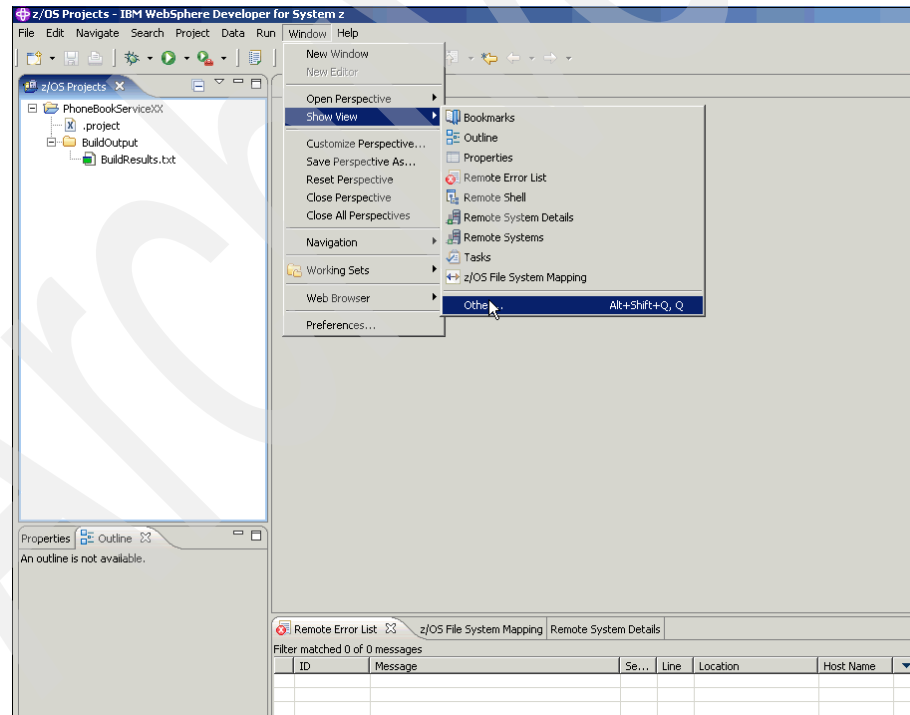 z/OS Projects - IBM WebSphere Developer for System z
File Edit Navigate Search Project Data Run Window Help
z/OS Projects
PhoneBookServiceXX
.project
BuildOutput
BuildResults.txt
New Window
New Editor
Open Perspective
Show View
Customize Perspective...
Save Perspective As...
Reset Perspective
Close Perspective
Close All Perspectives
Navigation
Working Sets
Web Browser
Preferences...
Bookmarks
Outline
Properties
Remote Error List
Remote Shell
Remote System Details
Remote Systems
Tasks
z/OS File System Mapping
Other... Alt+Shift+Q, Q
Properties Outline
An outline is not available.
Remote Error List z/OS File System Mapping Remote System Details
Filter matched 0 of 0 messages
ID Message Se... Line Location Host Name